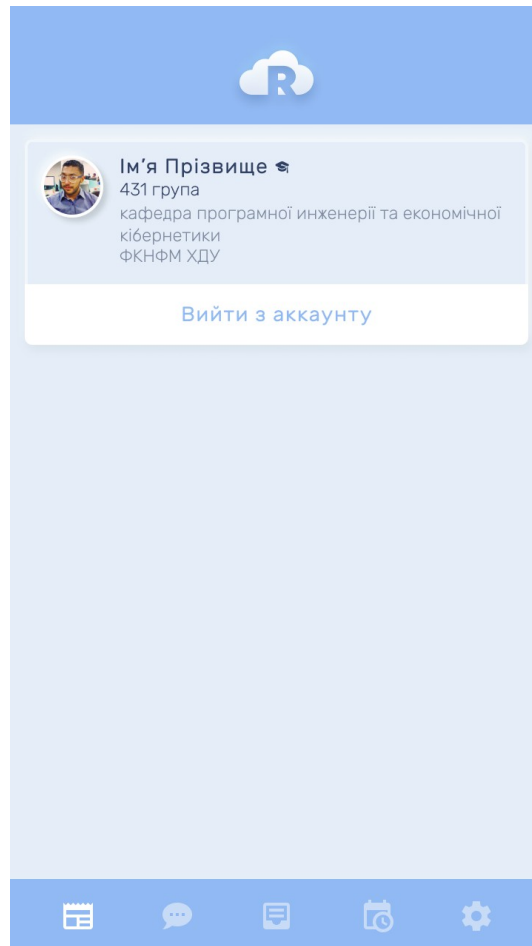 R
Ім’я Прізвище
431 група
кафедра програмної инженерії та економічної
кібернетики
ФКНФМ ХДУ
Вийти з аккаунту